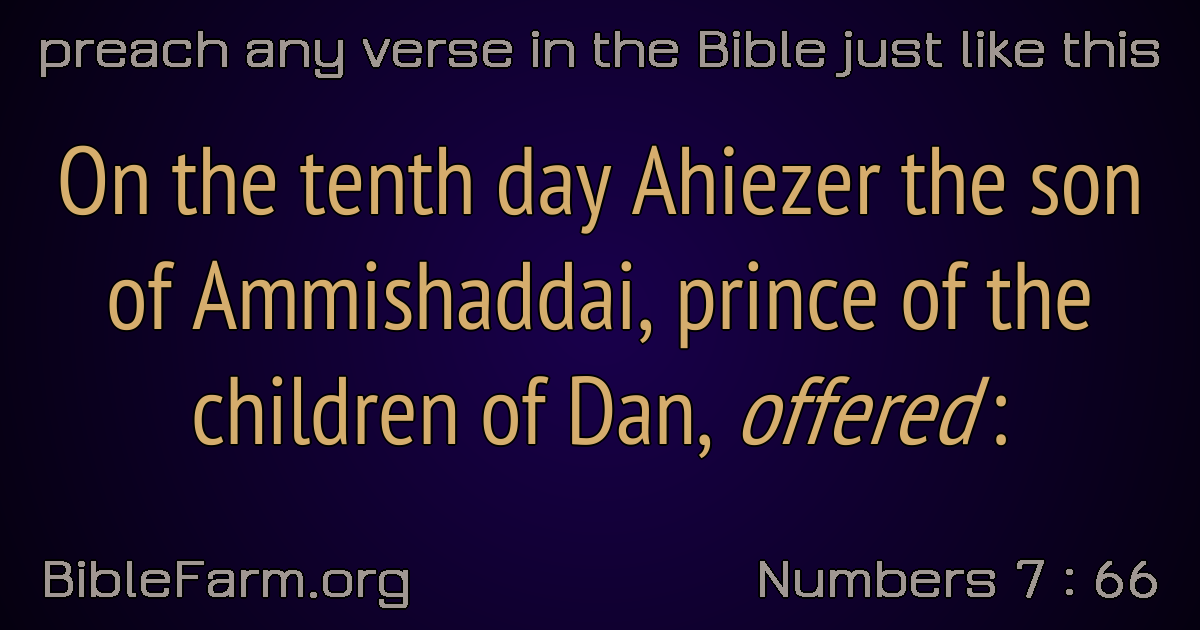 preach any verse in the Bible just like this
On the tenth day Ahiezer the son
of Ammishaddai, prince of the
children of Dan, offered :
BibleFarm.org
Numbers 7 : 66